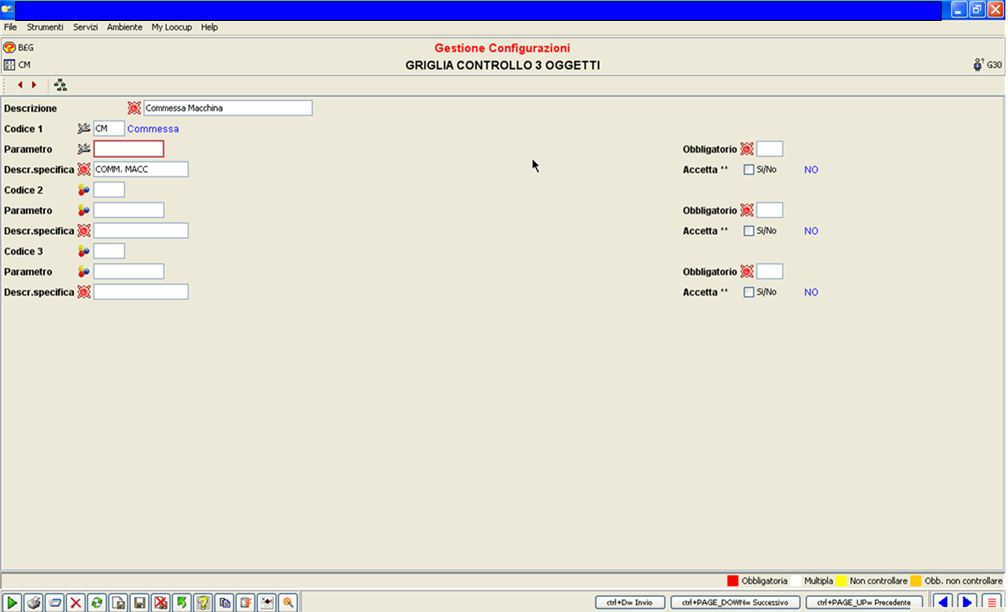 File Strumenti Servizi Ambiente My Loocup Help
B£G Gestione Configurazioni
CM GRIGLIA CONTROLLO 3 OGGETTI G30
Descrizione Commessa Macchina
Codice 1 CM Commessa
Parametro Obbligatorio
Descr.specifica COMM. MACC Accetta ** Si/No NO
Codice 2
Parametro Obbligatorio
Descr.specifica Accetta ** Si/No NO
Codice 3
Parametro Obbligatorio
Descr.specifica Accetta ** Si/No NO
Obbligatoria Multipla Non controllare Obb. non controllare
ctrl+D= Invio ctrl+PAGE_DOWN= Successivo ctrl+PAGE_UP= Precedente